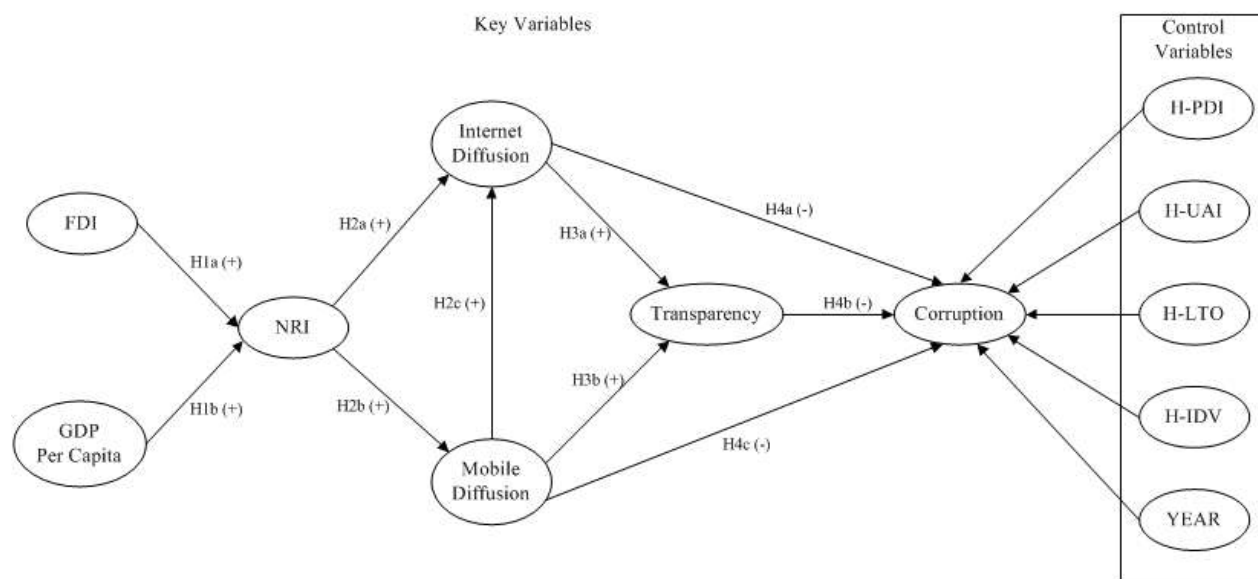 Key Variables
Control
Variables
H-PDI
Internet
Diffusion
H-UAI
FDI
H2a (+)
H4a (-)
H3a (+)
H1a (+)
H2c (+)
NRI
Transparency
H4b (-)
Corruption
H-LTO
H3b (+)
H1b (+)
H2b (+)
GDP
Per Capita
H4c (-)
H-IDV
Mobile
Diffusion
YEAR